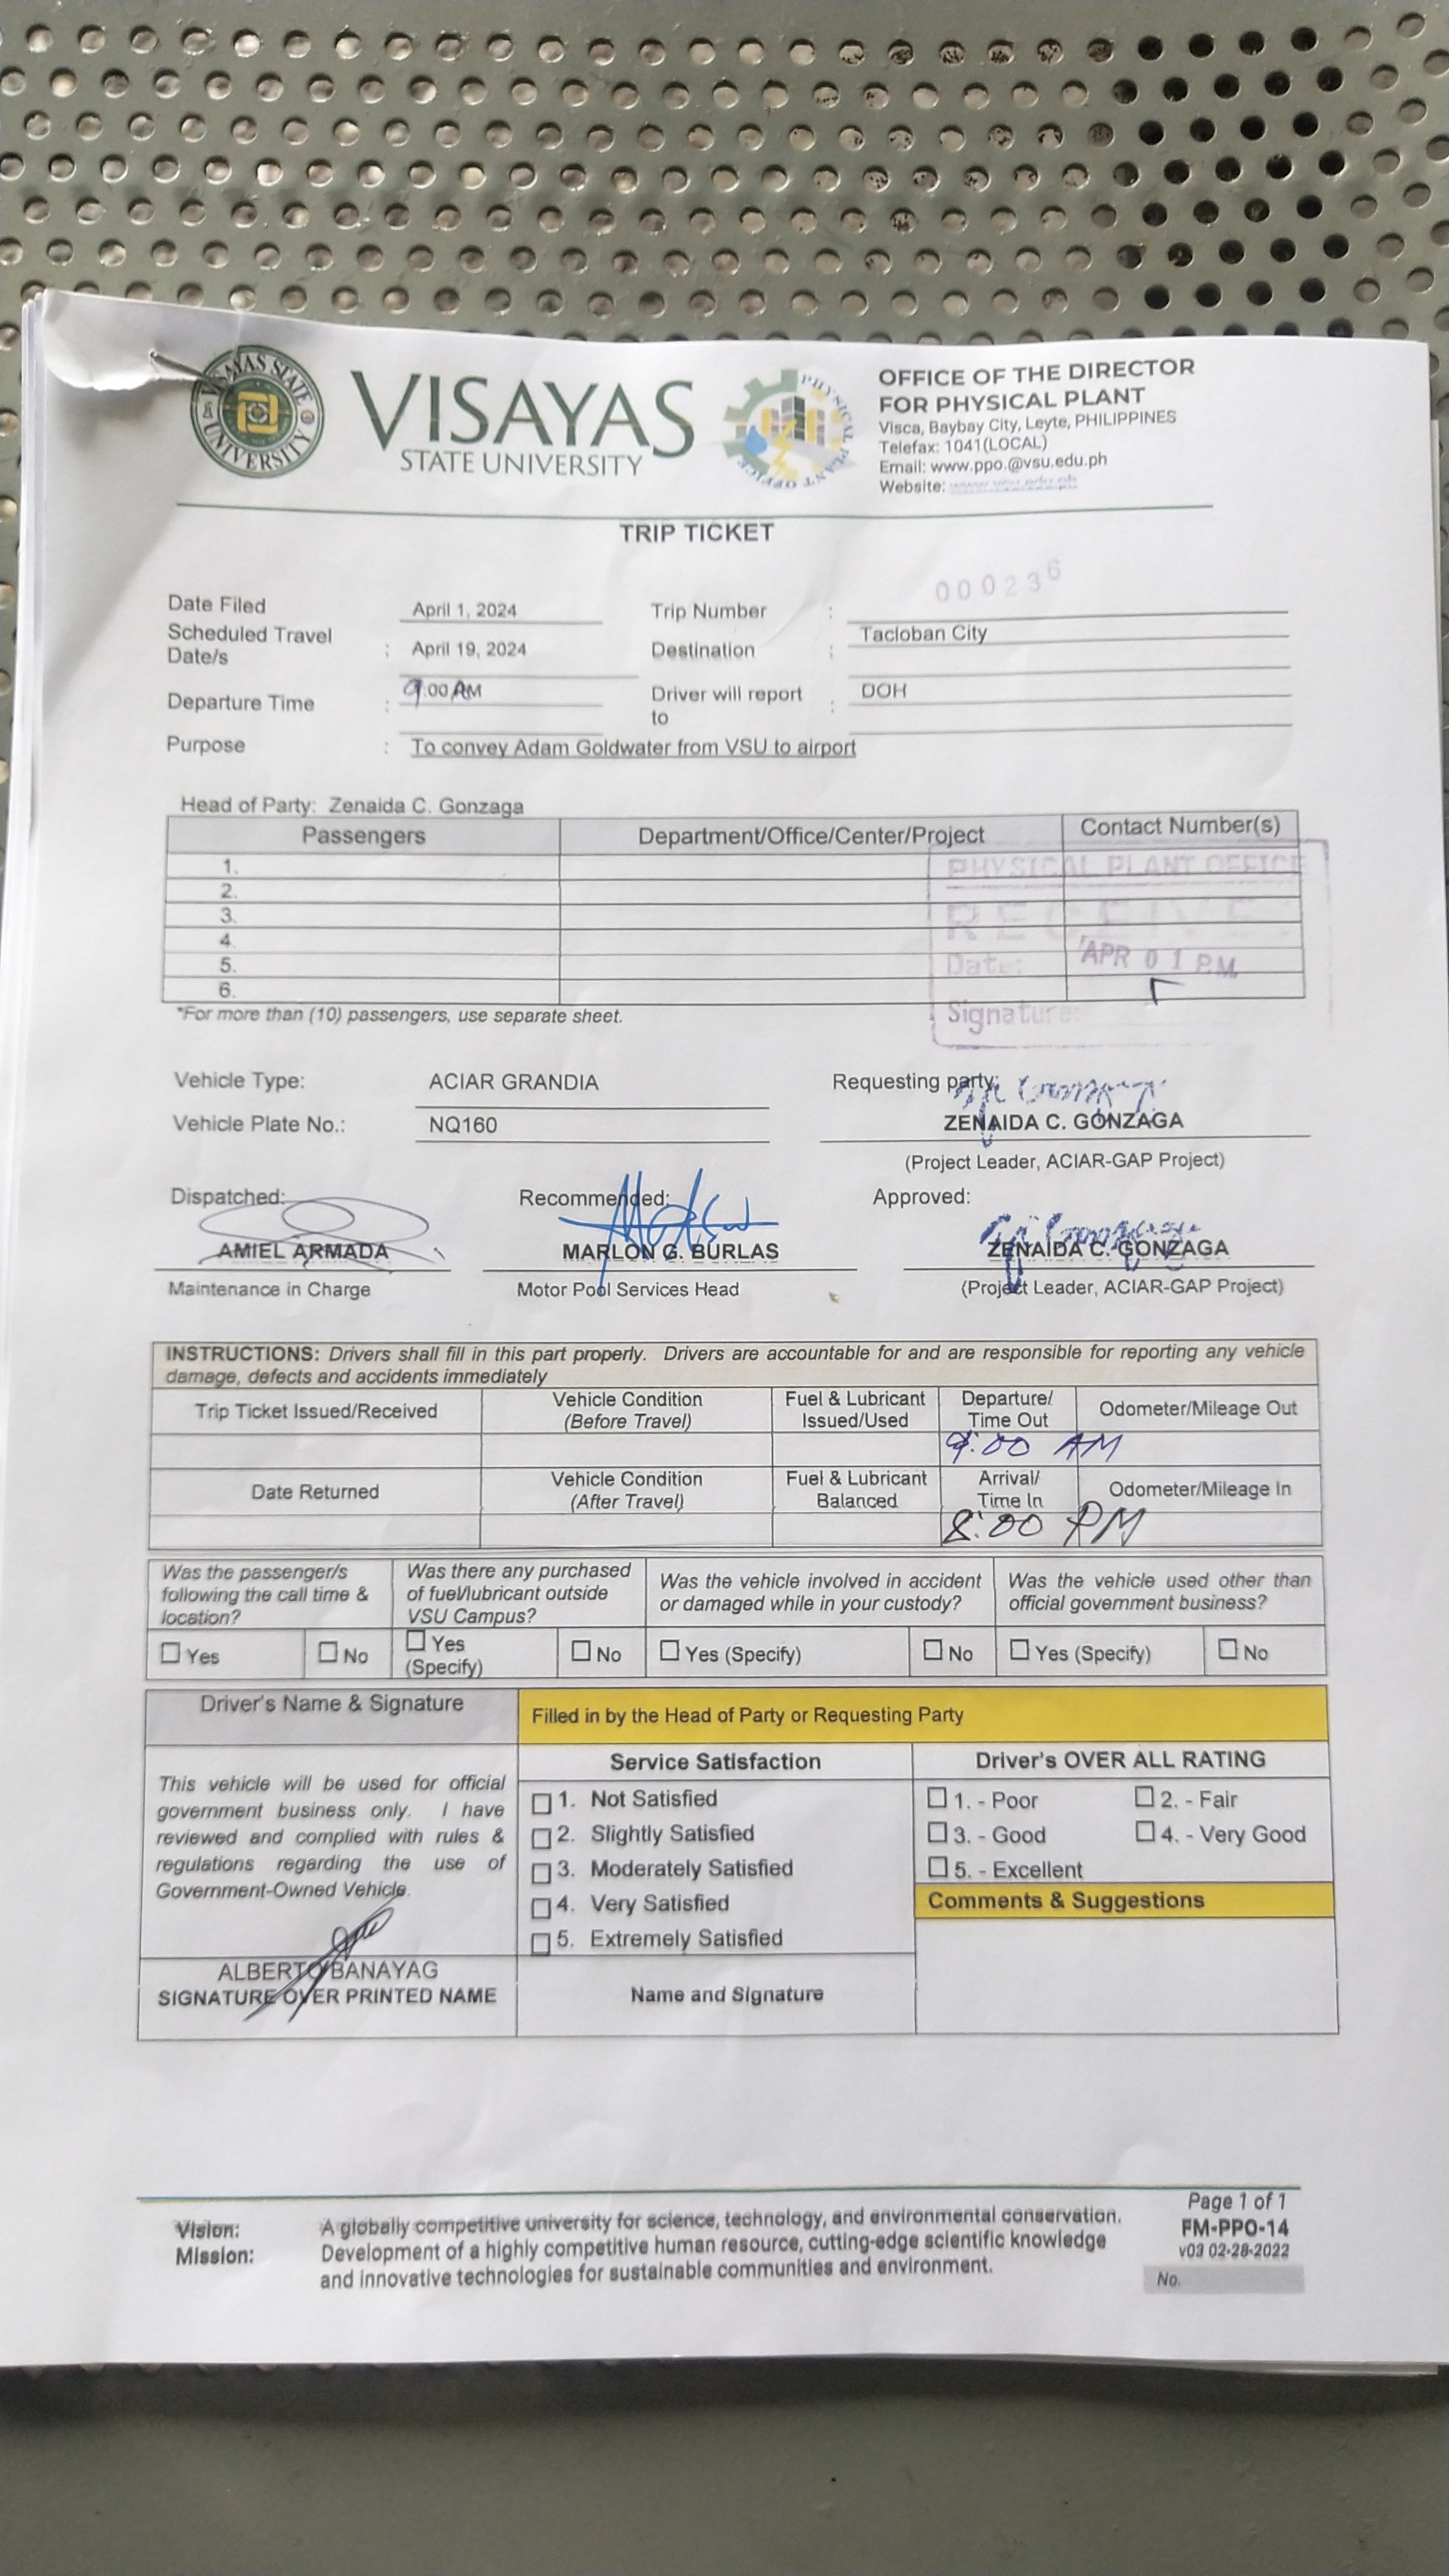 VISAYAS STATE UNIVERSITY
VISAYAS
STATE UNIVERSITY
PHYSICAL PLANT OFFICE
OFFICE OF THE DIRECTOR
FOR PHYSICAL PLANT
Visca, Baybay City, Leyte, PHILIPPINES
Telefax: 1041(LOCAL)
Email: www.ppo.@vsu.edu.ph
Website: www.vsu.edu.ph
TRIP TICKET
000236
Date Filed April 1, 2024 Trip Number :
Scheduled Travel Date/s : April 19, 2024 Destination : Tacloban City
Departure Time : 9:00 AM Driver will report to : DOH
Purpose : To convey Adam Goldwater from VSU to airport
Head of Party: Zenaida C. Gonzaga
Passengers Department/Office/Center/Project Contact Number(s)
1.
2.
3.
4.
5.
6.
PHYSICAL PLANT OFFICE
RECEIVE
Date: APR 01 PM
Signature:
*For more than (10) passengers, use separate sheet.
Vehicle Type: ACIAR GRANDIA Requesting party:
Vehicle Plate No.: NQ160 ZENAIDA C. GONZAGA
(Project Leader, ACIAR-GAP Project)
Dispatched: Recommended: Approved:
AMIEL ARMADA MARLON G. BURLAS ZENAIDA C. GONZAGA
Maintenance in Charge Motor Pool Services Head (Project Leader, ACIAR-GAP Project)
INSTRUCTIONS: Drivers shall fill in this part properly. Drivers are accountable for and are responsible for reporting any vehicle
damage, defects and accidents immediately
Trip Ticket Issued/Received Vehicle Condition (Before Travel) Fuel & Lubricant Issued/Used Departure/ Time Out Odometer/Mileage Out
9:00 AM
Date Returned Vehicle Condition (After Travel) Fuel & Lubricant Balanced Arrival/ Time In Odometer/Mileage In
8:00 PM
Was the passenger/s following the call time & location? Was there any purchased of fuel/lubricant outside VSU Campus? Was the vehicle involved in accident or damaged while in your custody? Was the vehicle used other than official government business?
Yes No Yes (Specify) No Yes (Specify) No Yes (Specify) No
Driver's Name & Signature Filled in by the Head of Party or Requesting Party
This vehicle will be used for official
government business only. I have
reviewed and complied with rules &
regulations regarding the use of
Government-Owned Vehicle.
ALBERTO BANAYAG
SIGNATURE OVER PRINTED NAME
Service Satisfaction
1. Not Satisfied
2. Slightly Satisfied
3. Moderately Satisfied
4. Very Satisfied
5. Extremely Satisfied
Name and Signature
Driver's OVER ALL RATING
1. - Poor 2. - Fair
3. - Good 4. - Very Good
5. - Excellent
Comments & Suggestions
Vision: A globally competitive university for science, technology, and environmental conservation.
Mission: Development of a highly competitive human resource, cutting-edge scientific knowledge
and innovative technologies for sustainable communities and environment.
Page 1 of 1
FM-PPO-14
v03 02-28-2022
No.